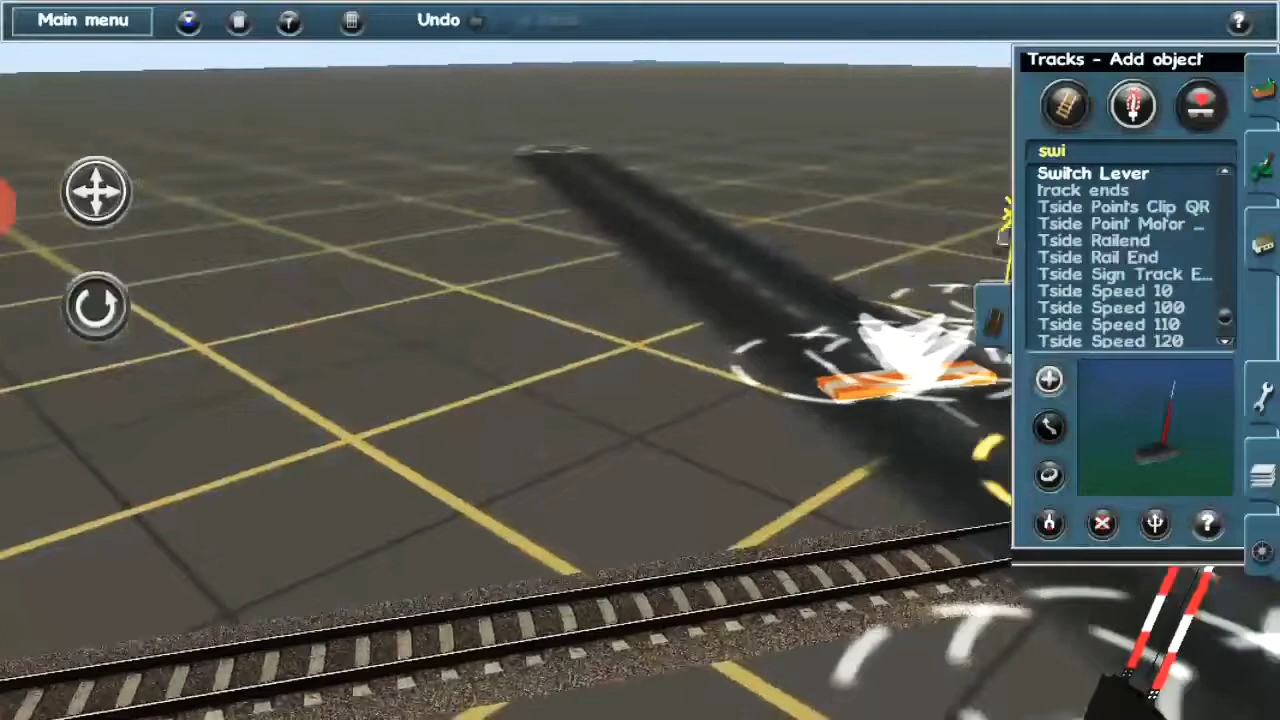 Main menu
Undo
?
Tracks - Add object
swi
Switch Lever
track ends
Tside Points Clip QR
Tside Point Motor ...
Tside Railend
Tside Rail End
Tside Sign Track E...
Tside Speed 10
Tside Speed 100
Tside Speed 110
Tside Speed 120
?